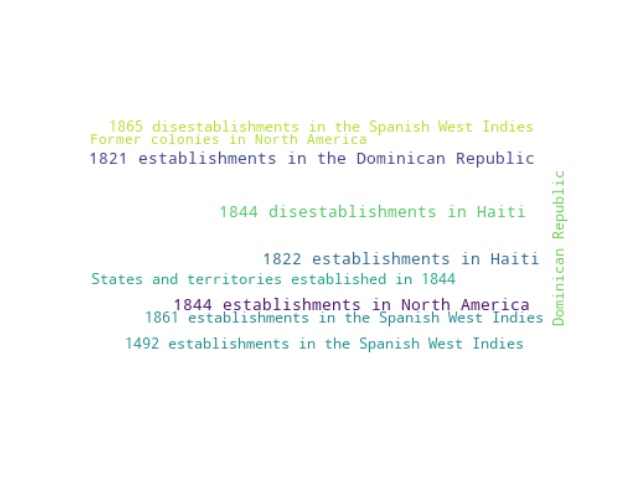 1865 disestablishments in the Spanish West Indies
Former colonies in North America
1821 establishments in the Dominican Republic
1844 disestablishments in Haiti
1822 establishments in Haiti
States and territories established in 1844
1844 establishments in North America
1861 establishments in the Spanish West Indies
1492 establishments in the Spanish West Indies
Dominican Republic